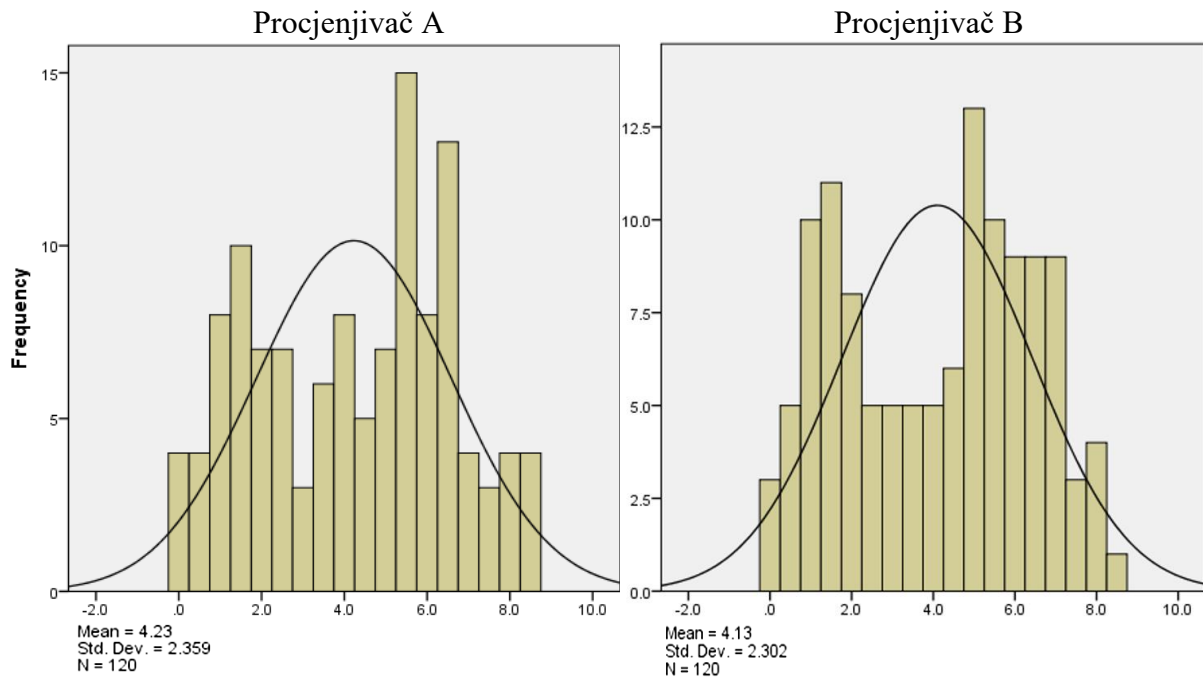 Procjenjivač A
Frequency
15
10
5
0
-2.0 .0 2.0 4.0 6.0 8.0 10.0
Mean = 4.23
Std. Dev. = 2.359
N = 120
Procjenjivač B
12.5
10.0
7.5
5.0
2.5
0.0
-2.0 .0 2.0 4.0 6.0 8.0 10.0
Mean = 4.13
Std. Dev. = 2.302
N = 120